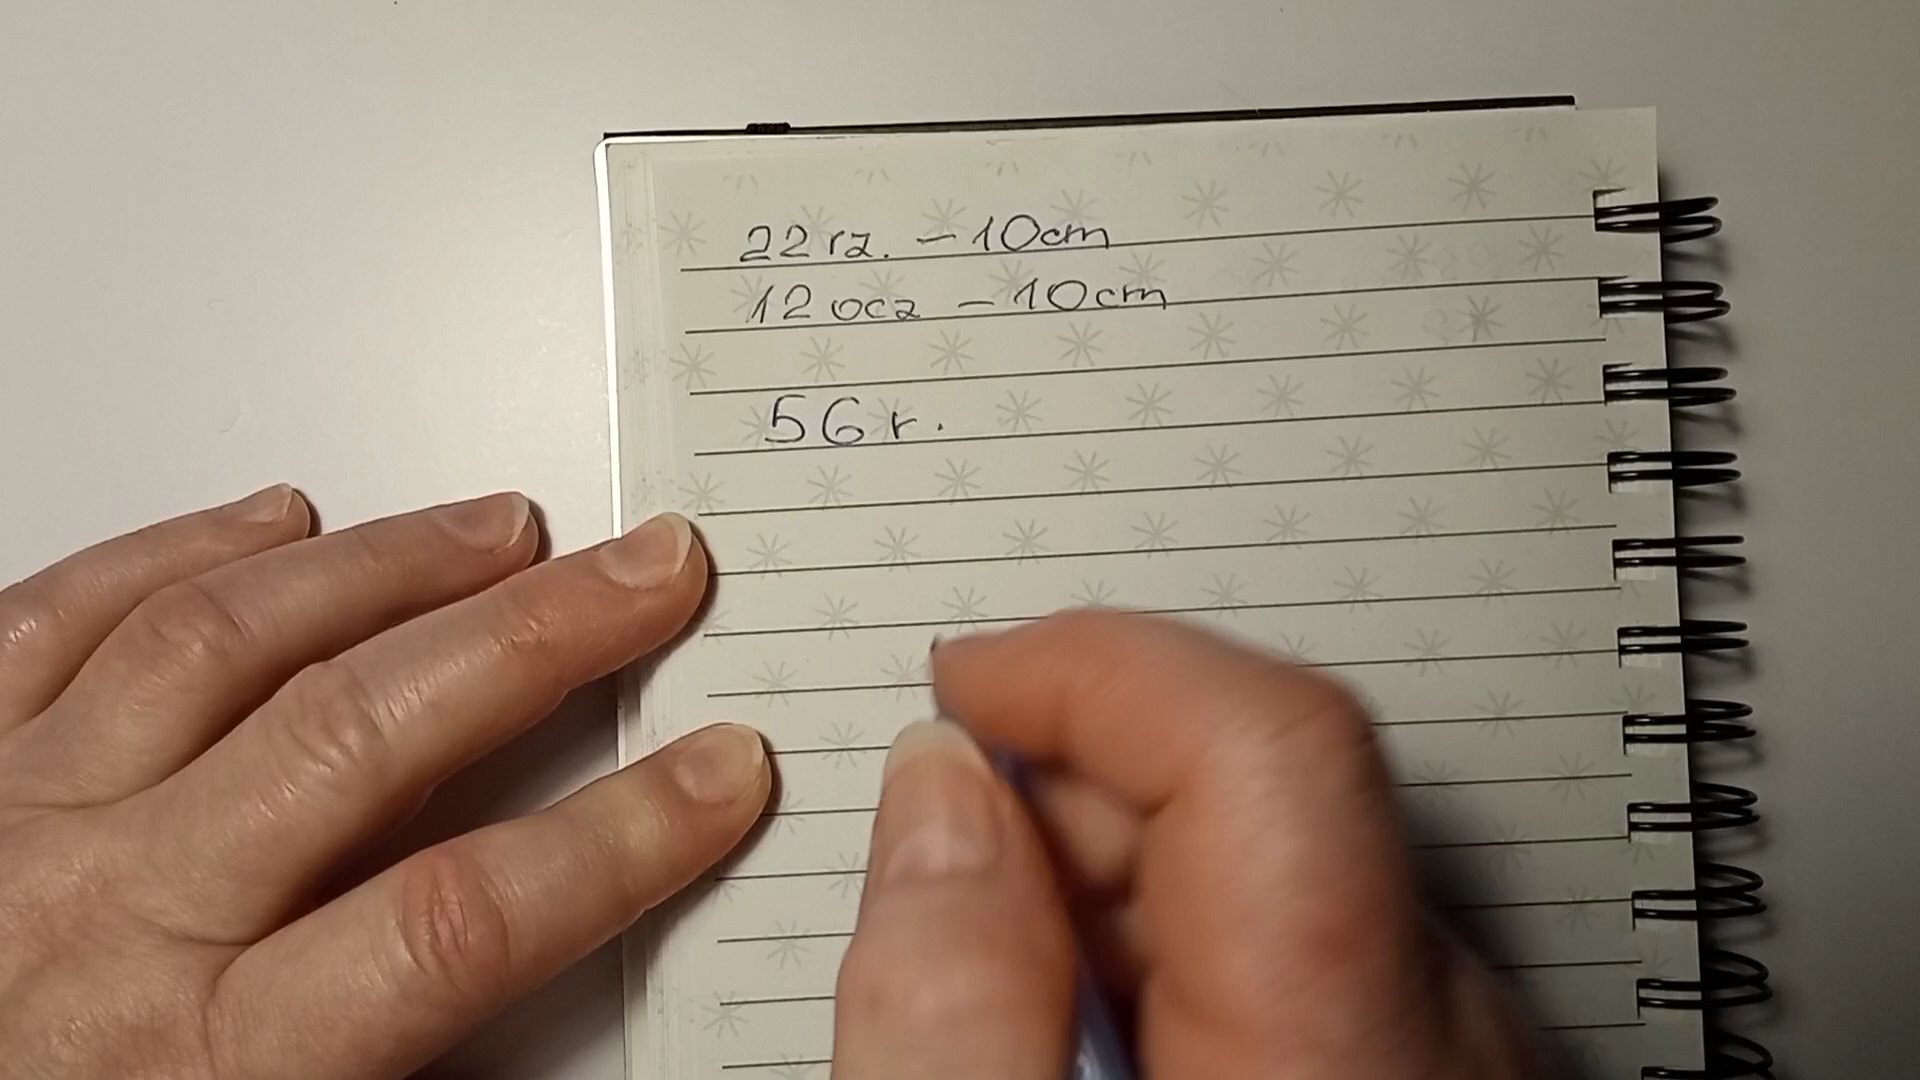 22 rz. – 10cm
12 ocz – 10cm
56 r.